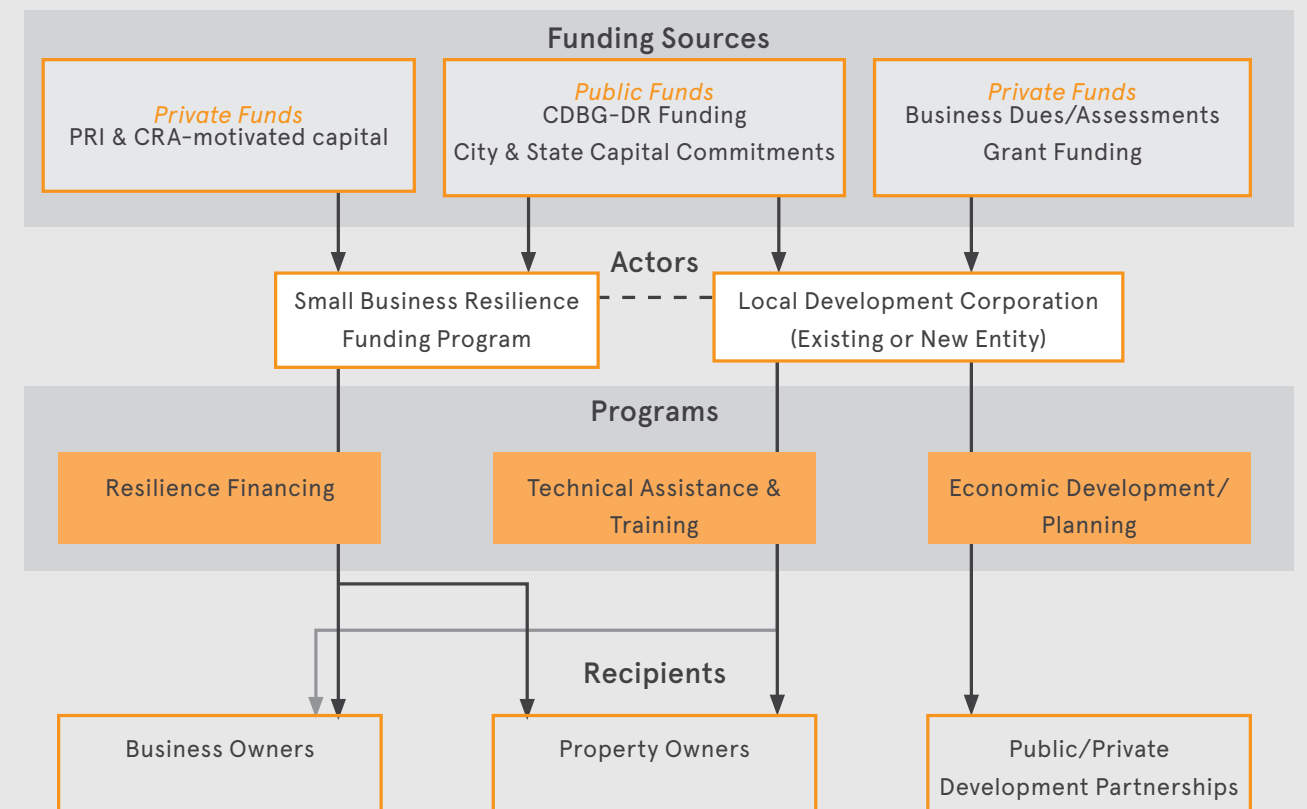 Funding Sources
Private Funds
PRI & CRA-motivated capital
Public Funds
CDBG-DR Funding
City & State Capital Commitments
Private Funds
Business Dues/Assessments
Grant Funding
Actors
Small Business Resilience
Funding Program
Local Development Corporation
(Existing or New Entity)
Programs
Resilience Financing
Technical Assistance &
Training
Economic Development/
Planning
Recipients
Business Owners
Property Owners
Public/Private
Development Partnerships